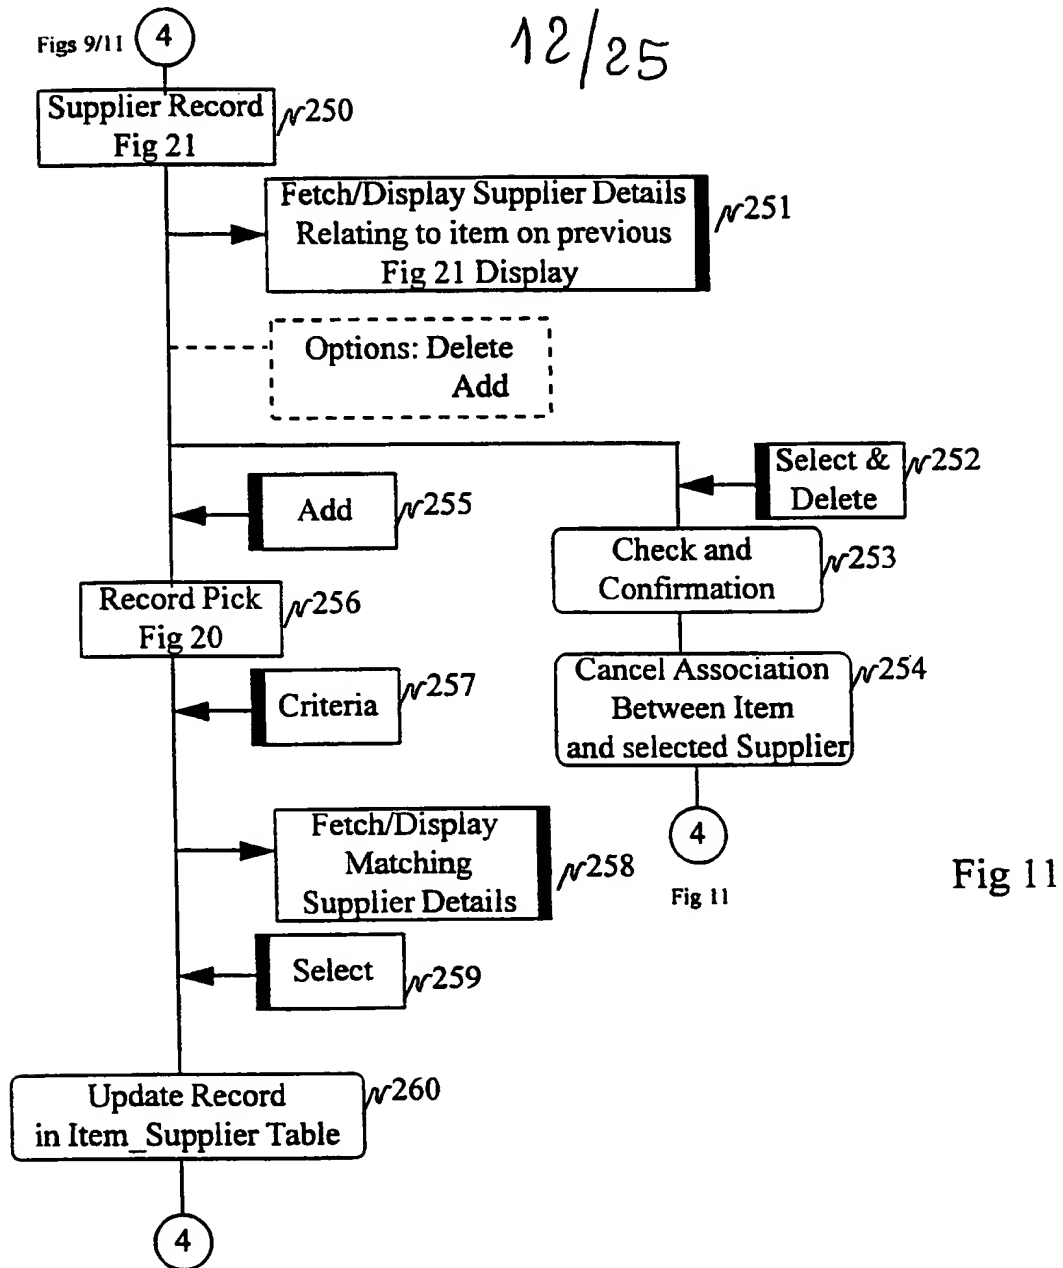 12/25
Figs 9/11
4
Supplier Record
Fig 21
250
Fetch/Display Supplier Details
Relating to item on previous
Fig 21 Display
251
Options: Delete
Add
Select &
Delete
252
Add
255
Check and
Confirmation
253
Record Pick
Fig 20
256
Cancel Association
Between Item
and selected Supplier
254
Criteria
257
4
Fig 11
Fetch/Display
Matching
Supplier Details
258
Fig 11
Select
259
Update Record
in Item_Supplier Table
260
4